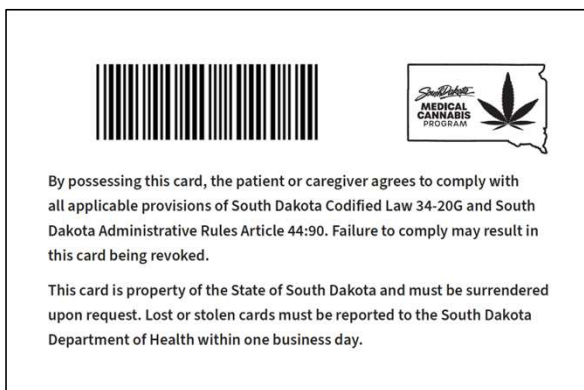 South Dakota
MEDICAL
CANNABIS
PROGRAM
By possessing this card, the patient or caregiver agrees to comply with
all applicable provisions of South Dakota Codified Law 34-20G and South
Dakota Administrative Rules Article 44:90. Failure to comply may result in
this card being revoked.
This card is property of the State of South Dakota and must be surrendered
upon request. Lost or stolen cards must be reported to the South Dakota
Department of Health within one business day.